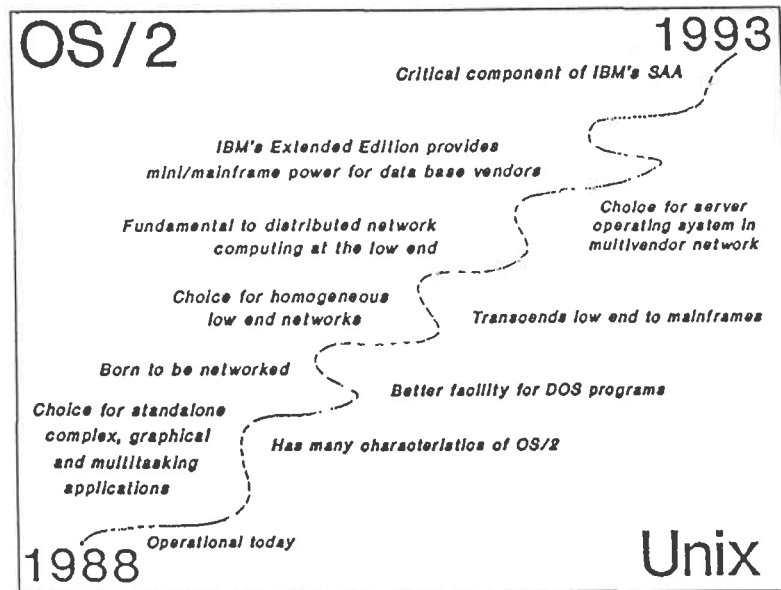 OS/2
1993
Critical component of IBM's SAA
IBM's Extended Edition provides
mini/mainframe power for data base vendors
Choice for server
operating system in
multivendor network
Fundamental to distributed network
computing at the low end
Choice for homogeneous
low end networks
Transcends low end to mainframes
Born to be networked
Better facility for DOS programs
Choice for standalone
complex, graphical
and multitasking
applications
Has many characteristics of OS/2
Operational today
1988
Unix